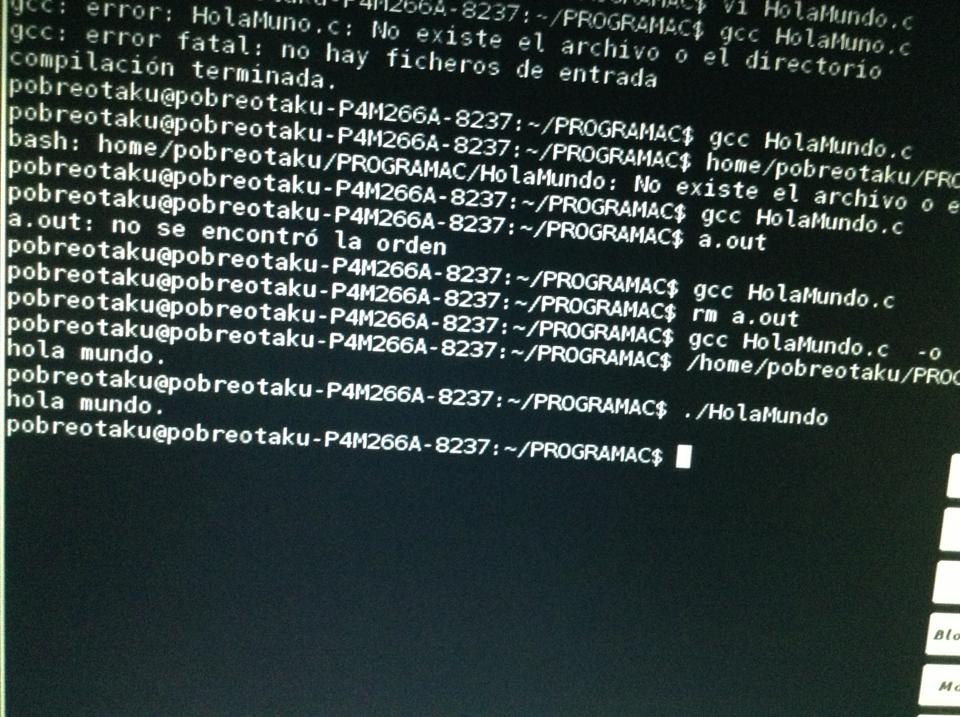 vi HolaMundo.c
pobreotaku@pobreotaku-P4M266A-8237:~/PROGRAMAC$ gcc HolaMuno.c
gcc: error: HolaMuno.c: No existe el archivo o el directorio
gcc: error fatal: no hay ficheros de entrada
compilación terminada.
pobreotaku@pobreotaku-P4M266A-8237:~/PROGRAMAC$ gcc HolaMundo.c
pobreotaku@pobreotaku-P4M266A-8237:~/PROGRAMAC$ home/pobreotaku/PRO
bash: home/pobreotaku/PROGRAMAC/HolaMundo: No existe el archivo o e
pobreotaku@pobreotaku-P4M266A-8237:~/PROGRAMAC$ gcc HolaMundo.c
pobreotaku@pobreotaku-P4M266A-8237:~/PROGRAMAC$ a.out
a.out: no se encontró la orden
pobreotaku@pobreotaku-P4M266A-8237:~/PROGRAMAC$ gcc HolaMundo.c
pobreotaku@pobreotaku-P4M266A-8237:~/PROGRAMAC$ rm a.out
pobreotaku@pobreotaku-P4M266A-8237:~/PROGRAMAC$ gcc HolaMundo.c -o
pobreotaku@pobreotaku-P4M266A-8237:~/PROGRAMAC$ /home/pobreotaku/PROG
hola mundo.
pobreotaku@pobreotaku-P4M266A-8237:~/PROGRAMAC$ ./HolaMundo
hola mundo.
pobreotaku@pobreotaku-P4M266A-8237:~/PROGRAMAC$
Blo
Mo